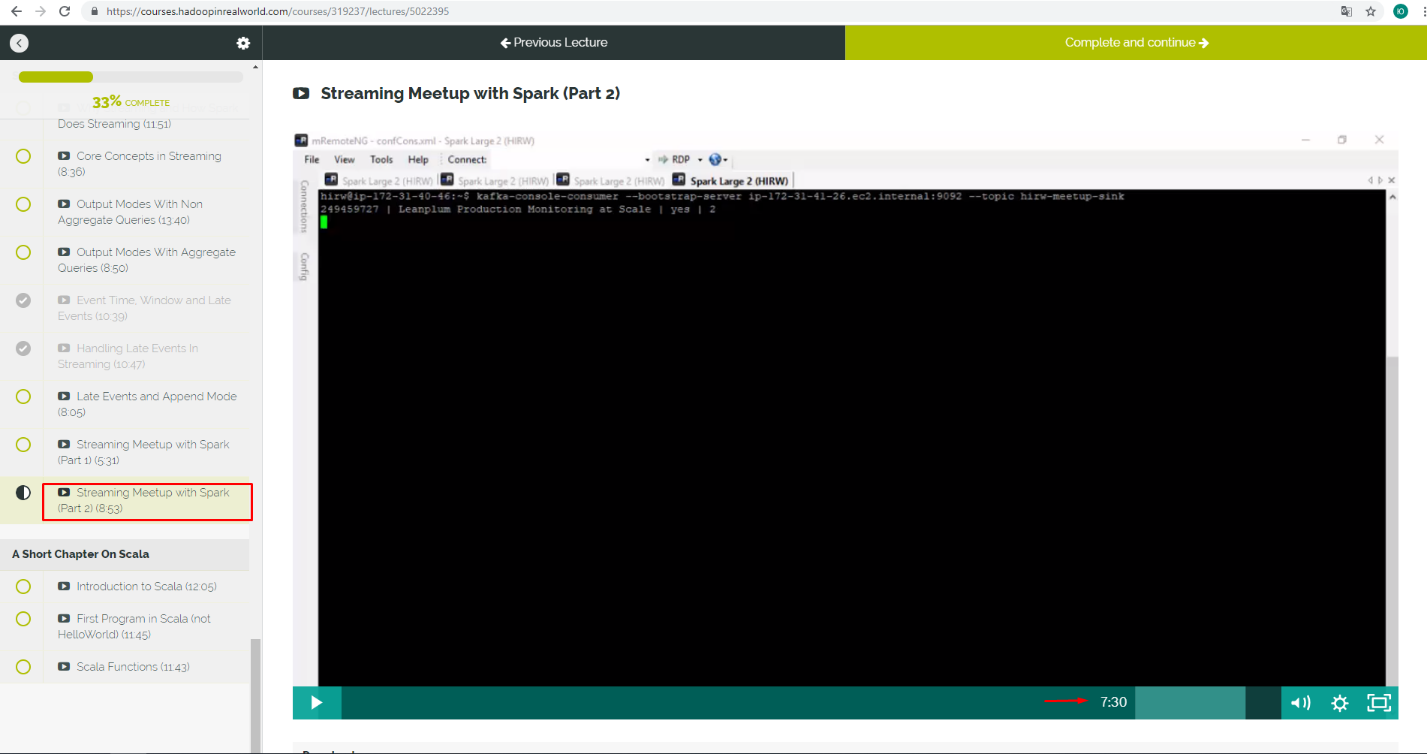 https://courses.hadoopinrealworld.com/courses/319237/lectures/5022395
Previous Lecture
Complete and continue
33% COMPLETE
Does Streaming (11:51)
Core Concepts in Streaming
(8:36)
Output Modes With Non
Aggregate Queries (13:40)
Output Modes With Aggregate
Queries (8:50)
Event Time, Window and Late
Events (10:39)
Handling Late Events In
Streaming (10:47)
Late Events and Append Mode
(8:05)
Streaming Meetup with Spark
(Part 1) (5:31)
Streaming Meetup with Spark
(Part 2) (8:53)
A Short Chapter On Scala
Introduction to Scala (12:05)
First Program in Scala (not
HelloWorld) (11:45)
Scala Functions (11:43)
Streaming Meetup with Spark (Part 2)
mRemoteNG - confCons.xml - Spark Large 2 (HIRW)
File View Tools Help Connect: RDP
Spark Large 2 (HIRW) Spark Large 2 (HIRW) Spark Large 2 (HIRW) Spark Large 2 (HIRW)
Connections
Config
hirw@ip-172-31-40-46:~$ kafka-console-consumer --bootstrap-server ip-172-31-41-26.ec2.internal:9092 --topic hirw-meetup-sink
249459727 | Leanplum Production Monitoring at Scale | yes | 2
7:30